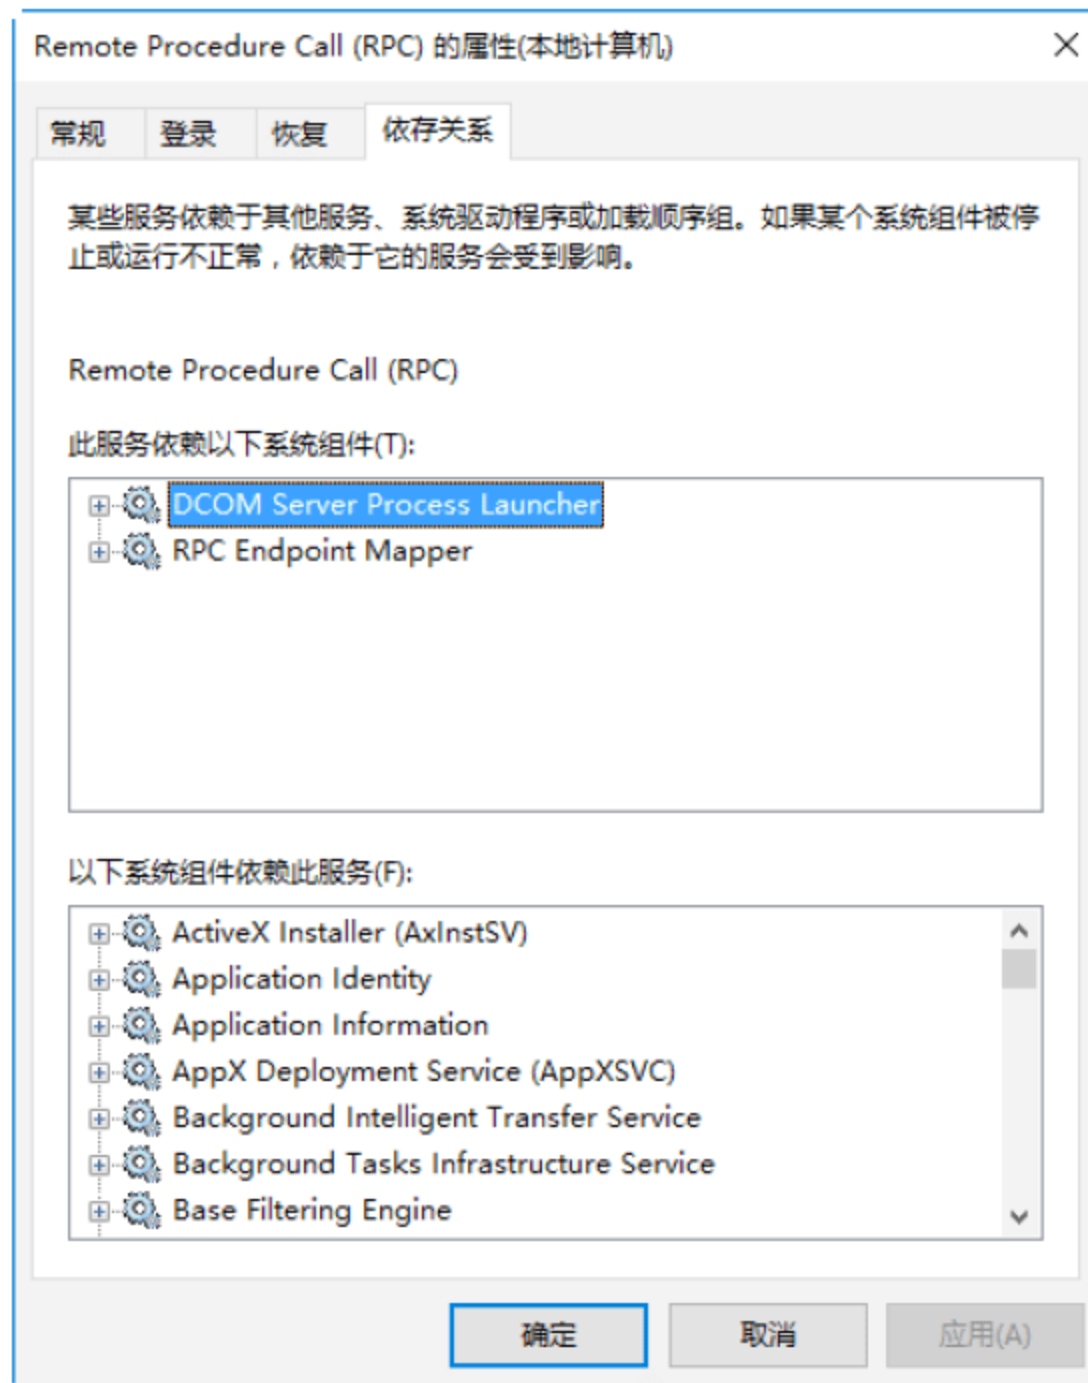 Remote Procedure Call (RPC) 的属性(本地计算机)
常规 登录 恢复 依存关系
某些服务依赖于其他服务、系统驱动程序或加载顺序组。如果某个系统组件被停
止或运行不正常，依赖于它的服务会受到影响。
Remote Procedure Call (RPC)
此服务依赖以下系统组件(T):
DCOM Server Process Launcher
RPC Endpoint Mapper
以下系统组件依赖此服务(F):
ActiveX Installer (AxInstSV)
Application Identity
Application Information
AppX Deployment Service (AppXSVC)
Background Intelligent Transfer Service
Background Tasks Infrastructure Service
Base Filtering Engine
确定 取消 应用(A)